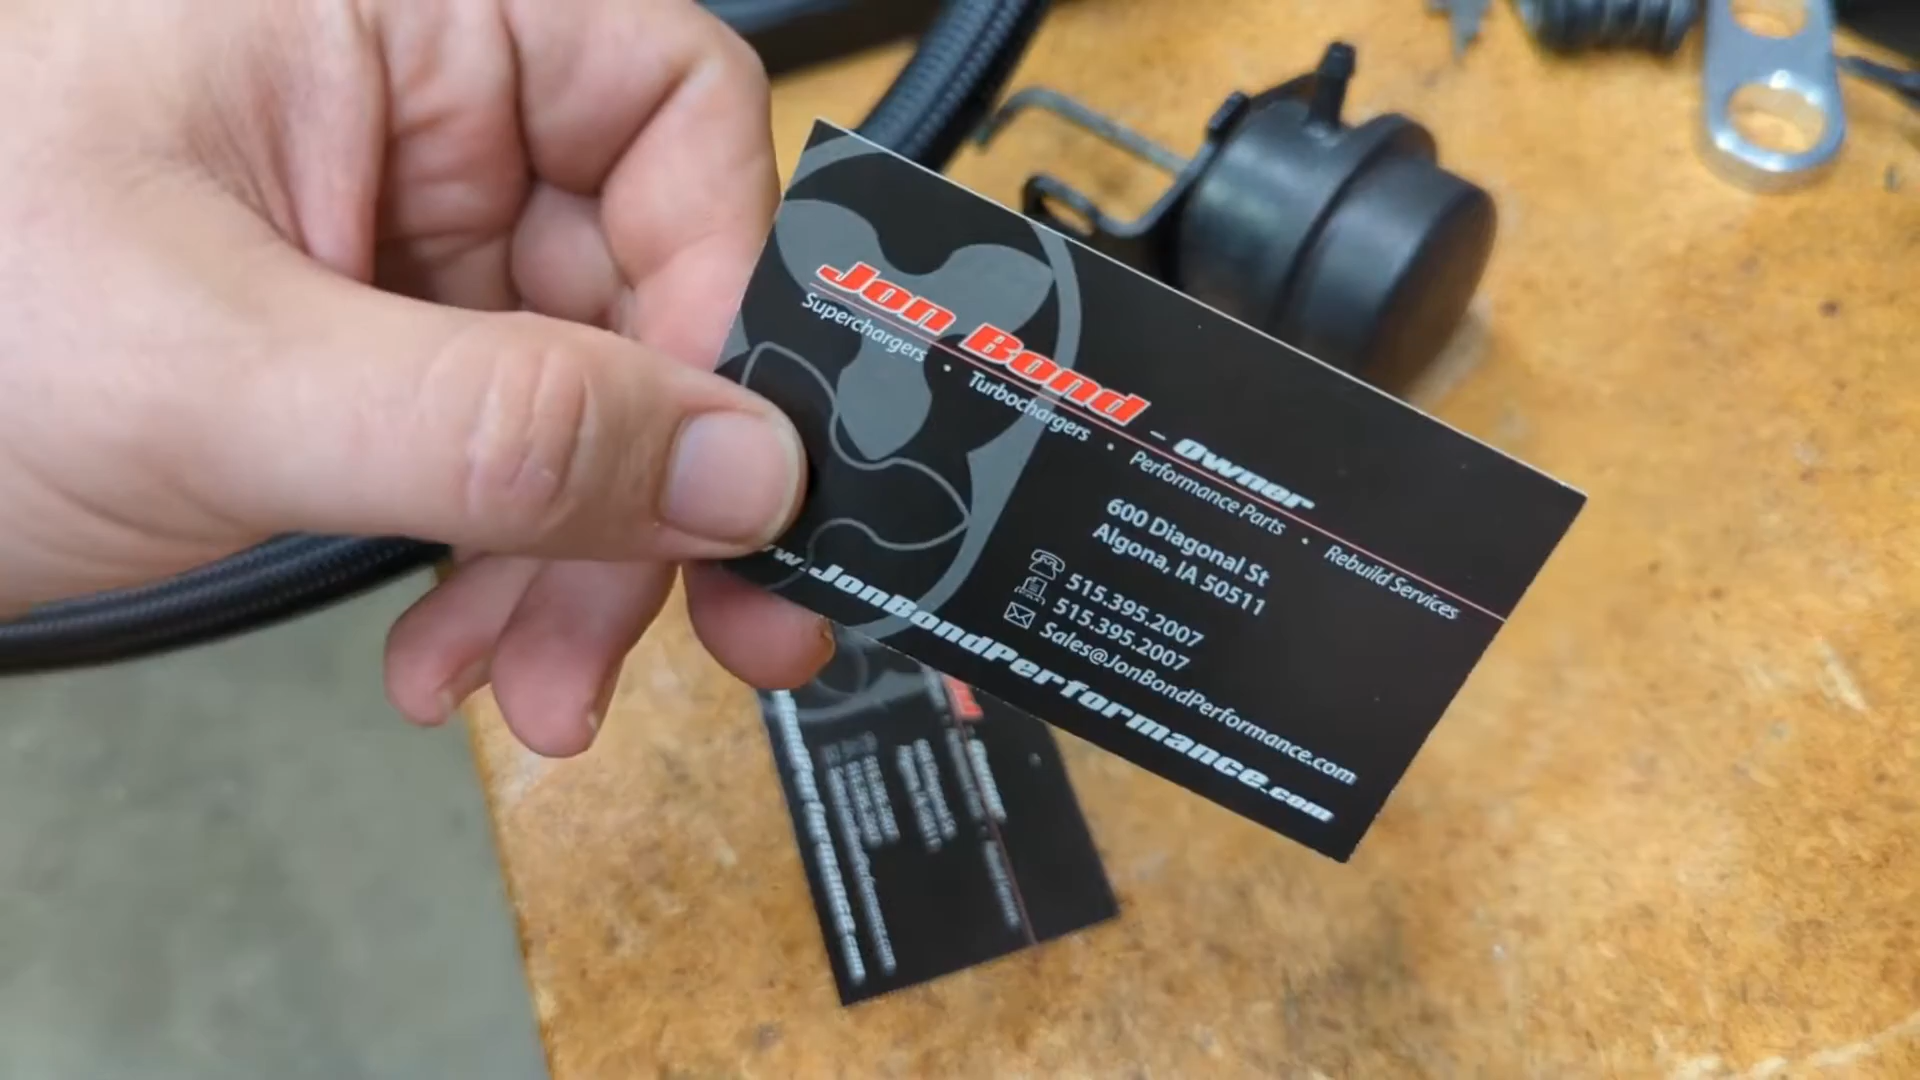 Jon Bond - Owner
Superchargers • Turbochargers • Performance Parts • Rebuild Services
600 Diagonal St
Algona, IA 50511
515.395.2007
515.395.2007
Sales@JonBondPerformance.com
.JonBondPerformance.com